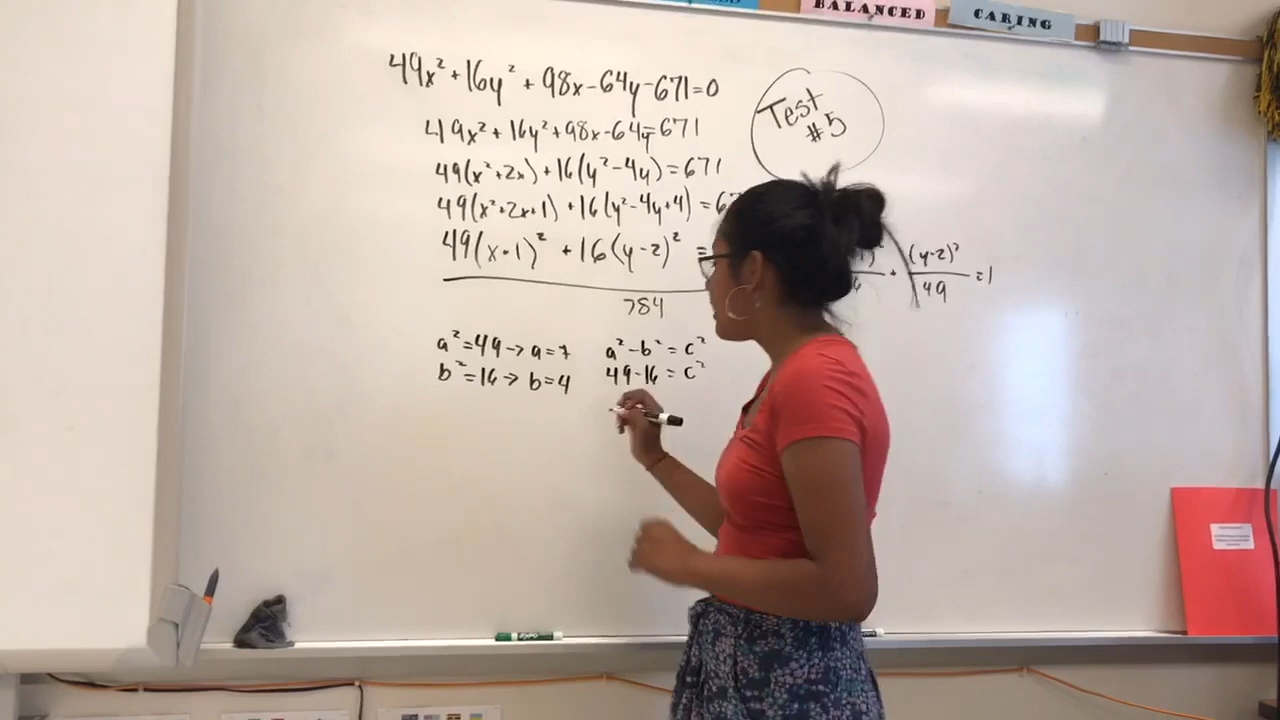 BALANCED
CARING
49x² + 16y² + 98x - 64y - 671 = 0
Test
#5
49x² + 16y² + 98x - 64y = 671
49(x² + 2x) + 16(y² - 4y) = 671
49(x² + 2x + 1) + 16(y² - 4y + 4) = 67
49(x + 1)² + 16(y - 2)² =
784
(y - 2)²
+ 49 = 1
a² = 49 → a = 7
b² = 16 → b = 4
a² - b² = c²
49 - 16 = c²